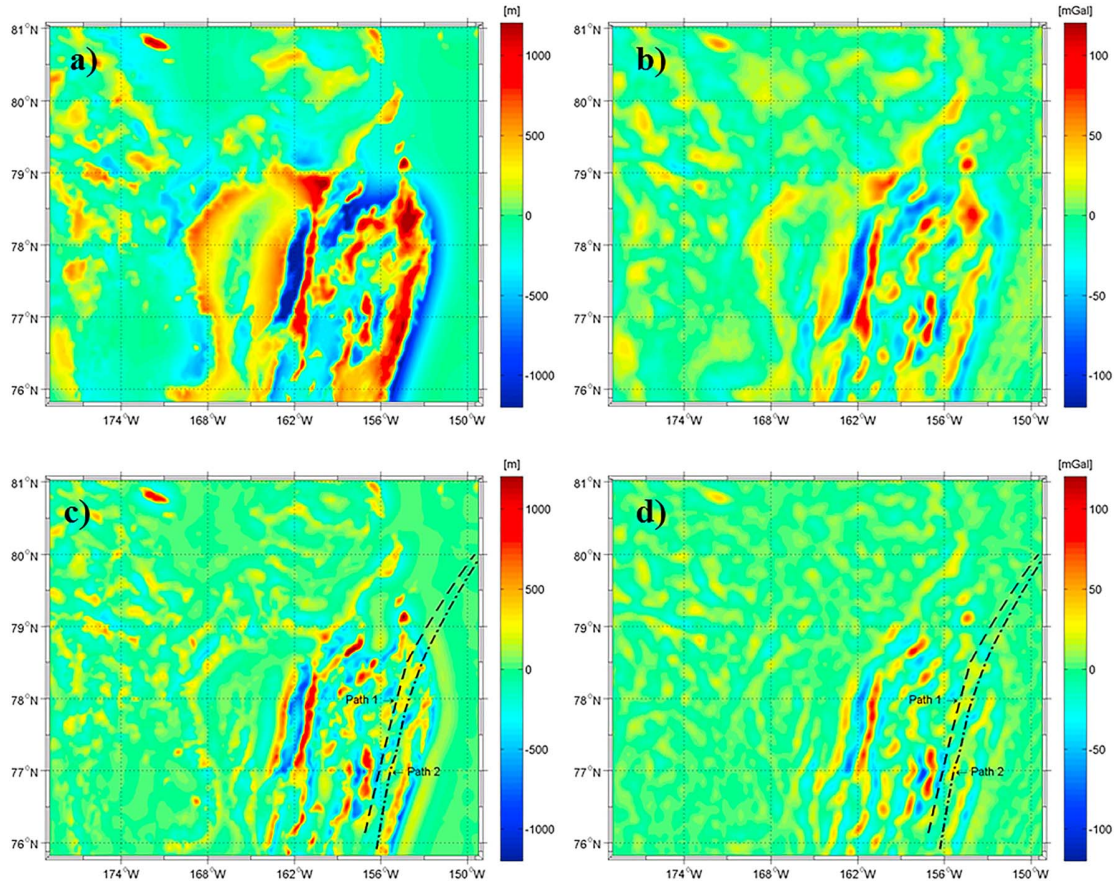 [m]
[mGal]
a)
b)
81°N
80°N
79°N
78°N
77°N
76°N
174°W
168°W
162°W
156°W
150°W
1000
500
0
-500
-1000
81°N
80°N
79°N
78°N
77°N
76°N
174°W
168°W
162°W
156°W
150°W
100
50
0
-50
-100
[m]
[mGal]
c)
d)
81°N
80°N
79°N
78°N
77°N
76°N
Path 1
Path 2
174°W
168°W
162°W
156°W
150°W
1000
500
0
-500
-1000
81°N
80°N
79°N
78°N
77°N
76°N
Path 1
Path 2
174°W
168°W
162°W
156°W
150°W
100
50
0
-50
-100